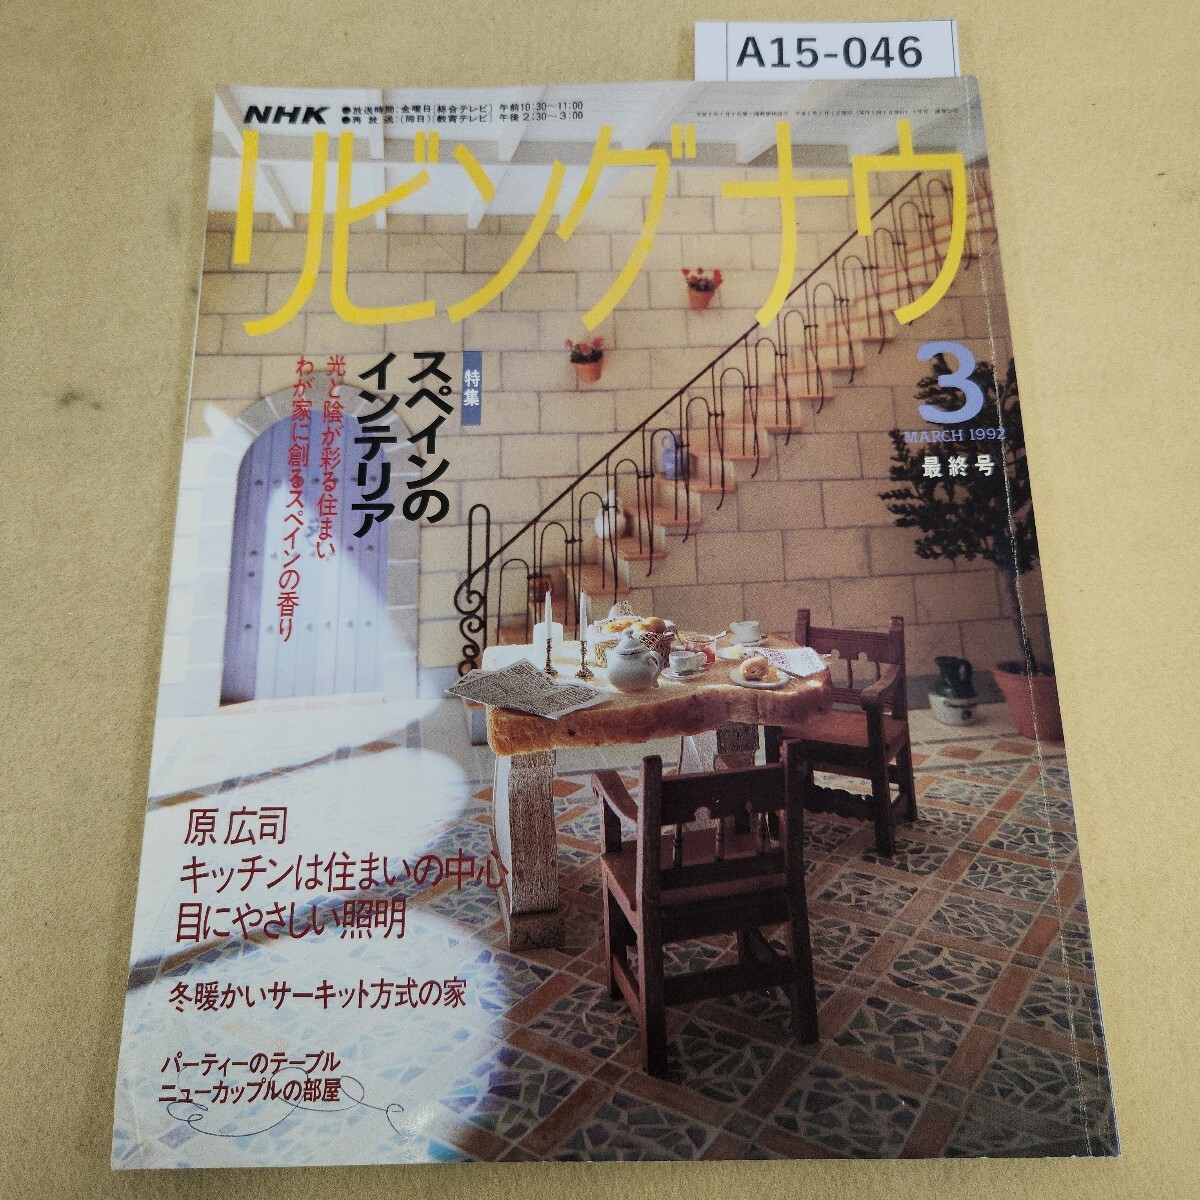 A15-046
NHK
●放送時間：金曜日[総合テレビ] 午前10：30〜11：00
●再放送：(同日)[教育テレビ] 午後2：30〜3：00
リビングナウ
3
MARCH 1992
最終号
特集
スペインの
インテリア
光と陰が彩る住まい
わが家に創るスペインの香り
原広司
キッチンは住まいの中心
目にやさしい照明
冬暖かいサーキット方式の家
パーティーのテーブル
ニューカップルの部屋